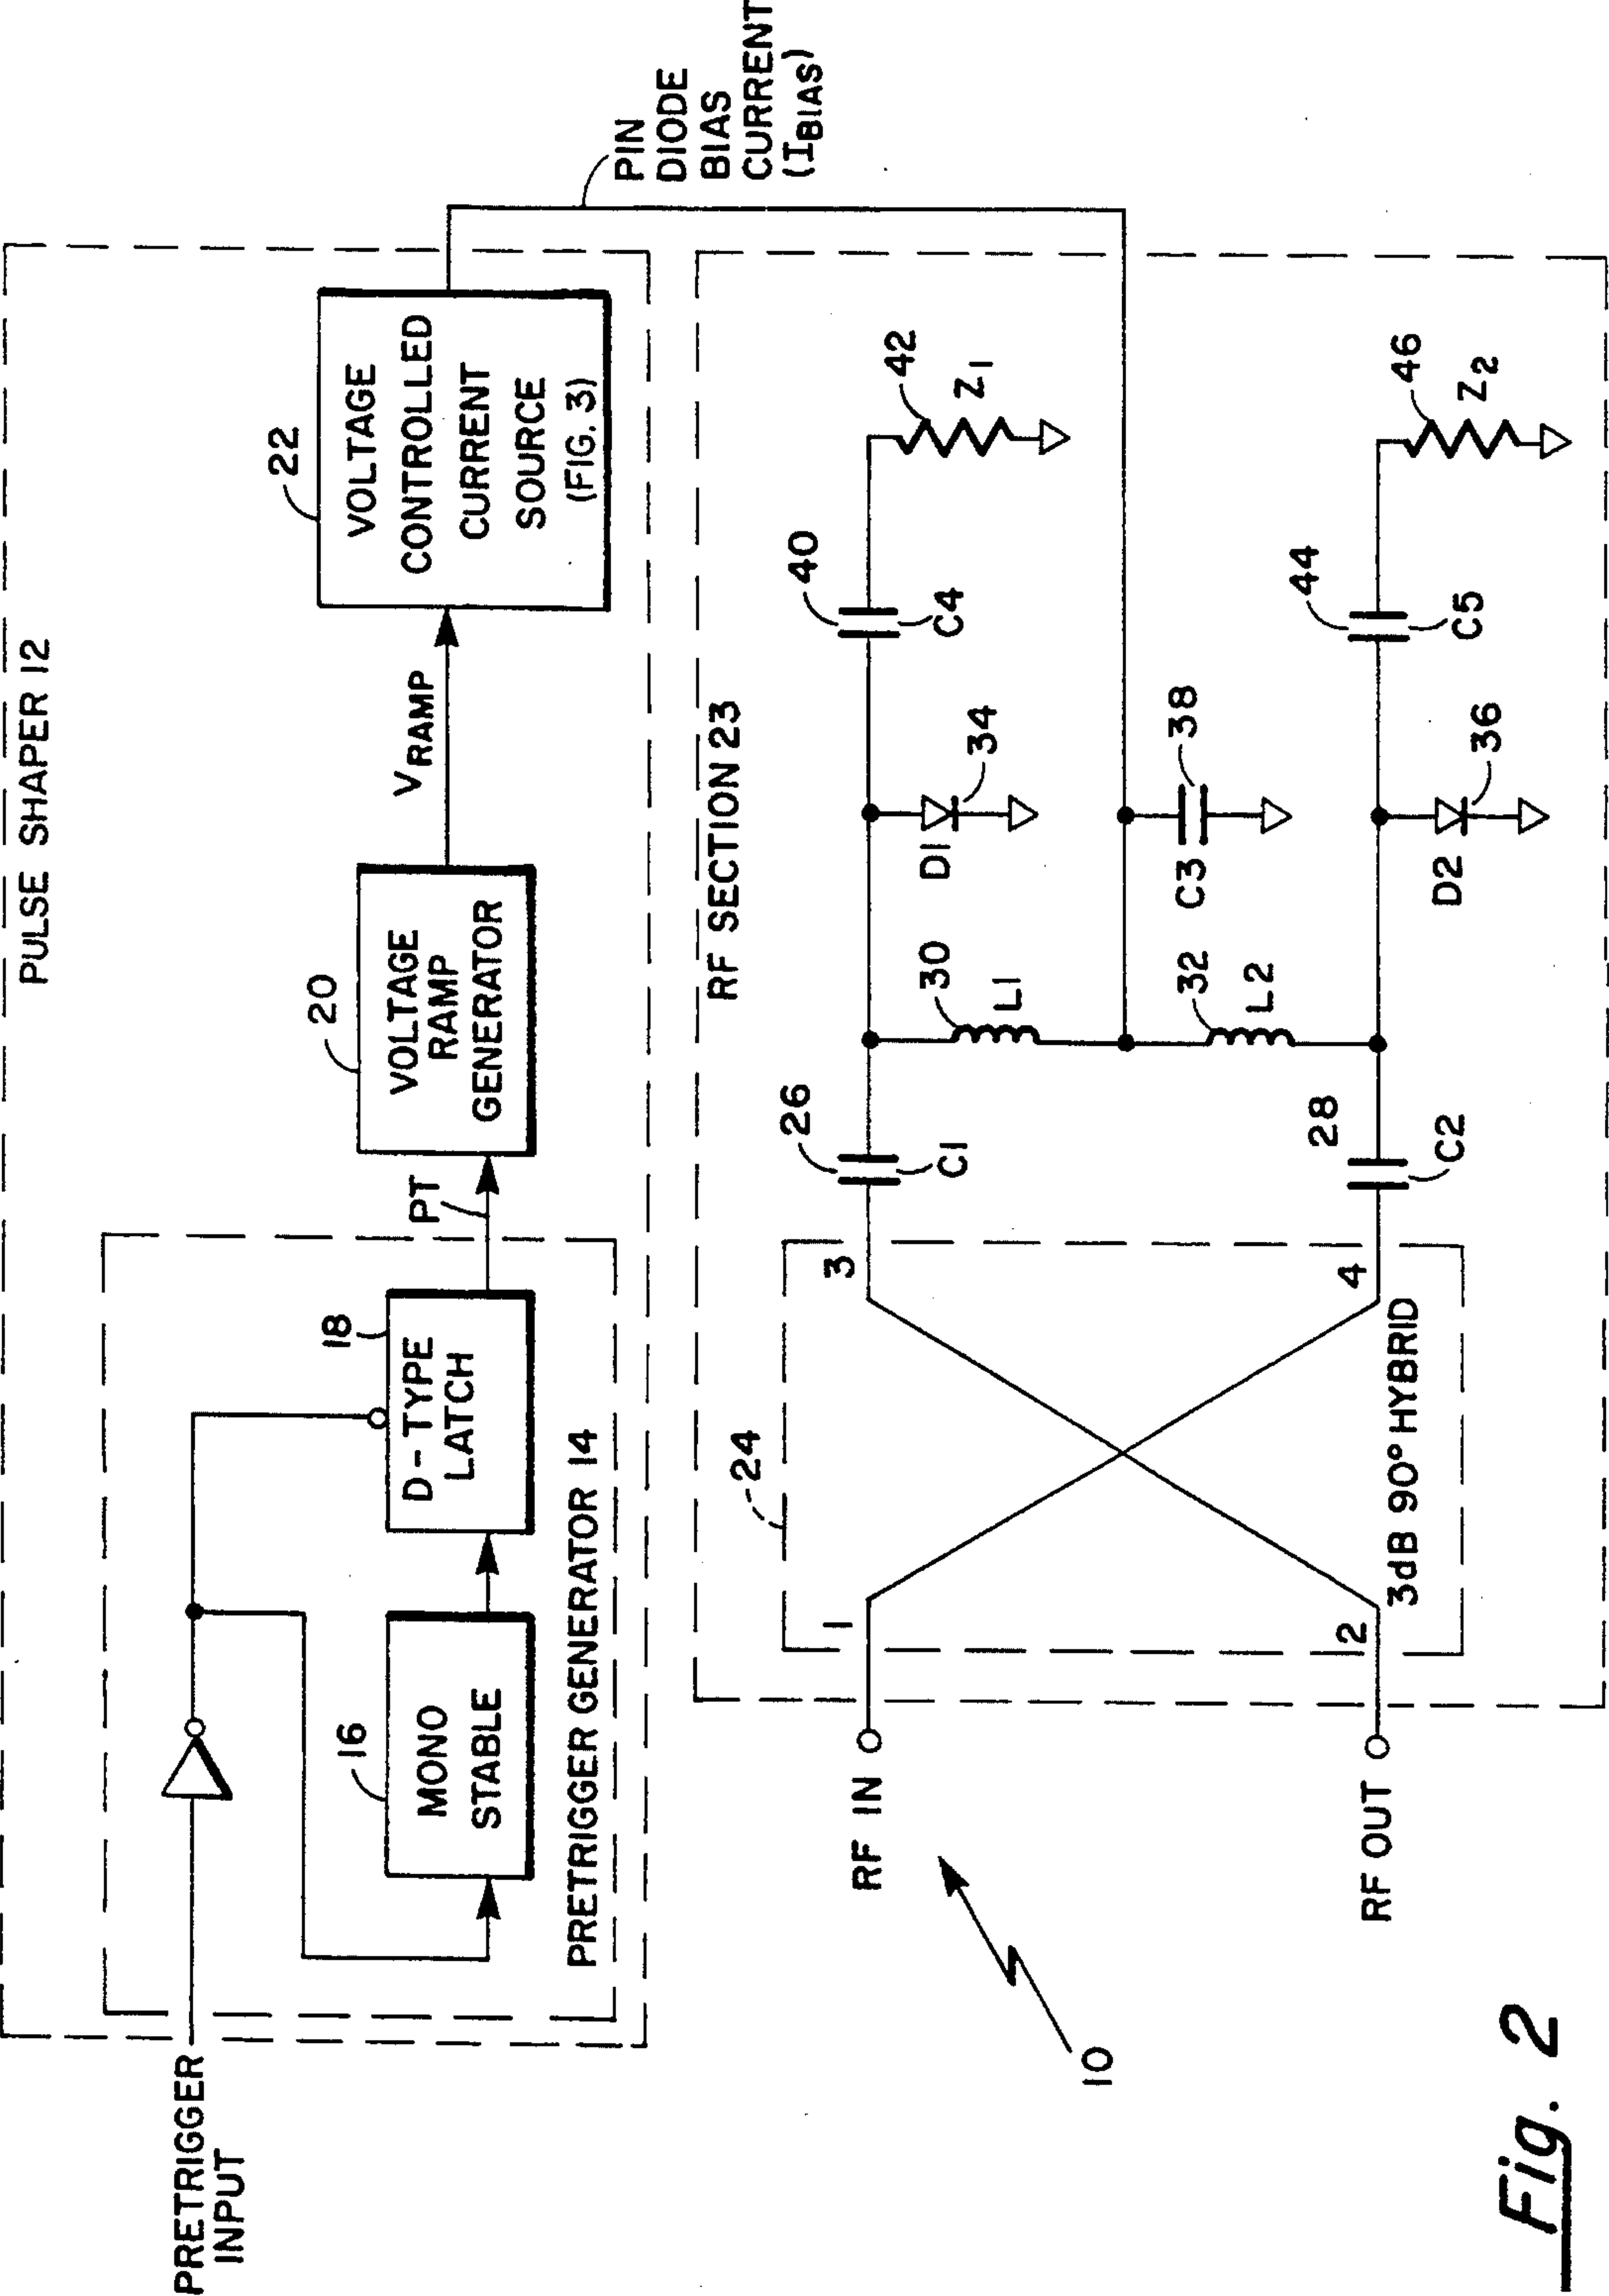 PULSE SHAPER 12
PRETRIGGER
INPUT
16
MONO
STABLE
18
D-TYPE
LATCH
PRETRIGGER GENERATOR 14
PT
20
VOLTAGE
RAMP
GENERATOR
VRAMP
22
VOLTAGE
CONTROLLED
CURRENT
SOURCE
(FIG. 3)
PIN
DIODE
BIAS
CURRENT
(IBIAS)
RF SECTION 23
10
RF IN
RF OUT
24
1
2
3
4
3dB 90° HYBRID
26
C1
28
C2
30
L1
32
L2
D1
34
C3
38
D2
36
40
C4
44
C5
42
Z1
46
Z2
Fig. 2